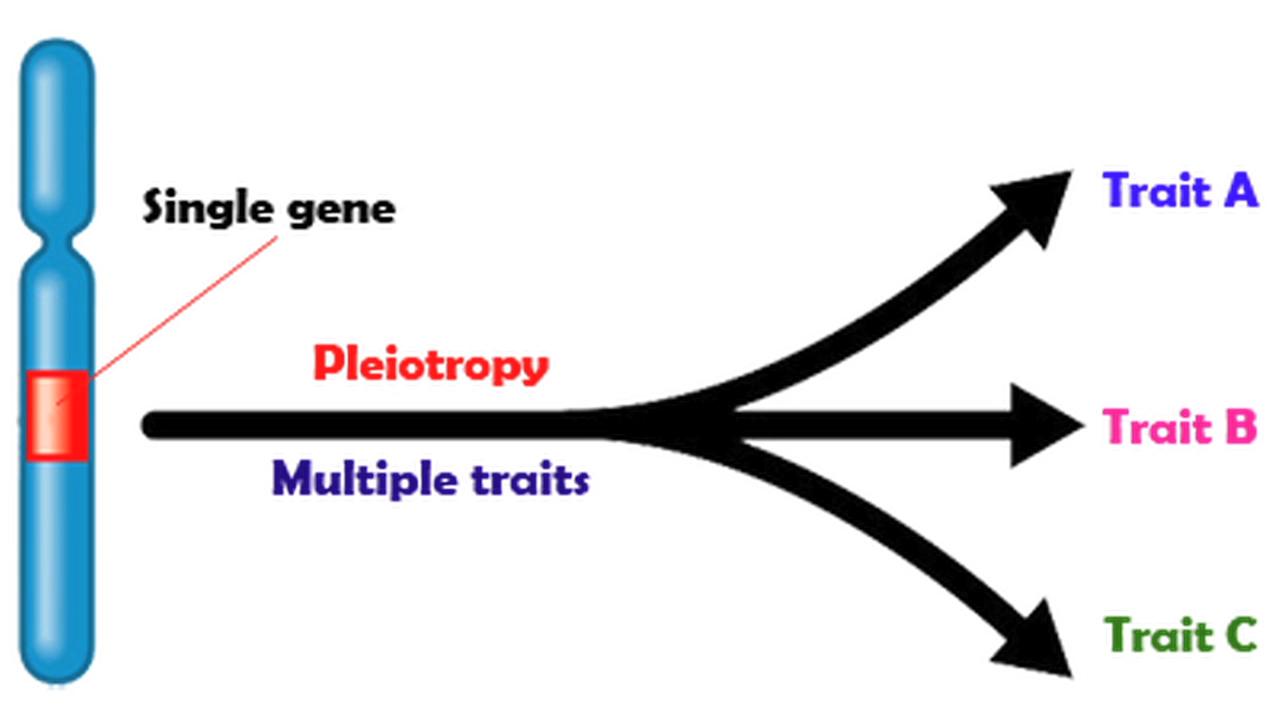 Single gene
Trait A
Pleiotropy
Trait B
Multiple traits
Trait C